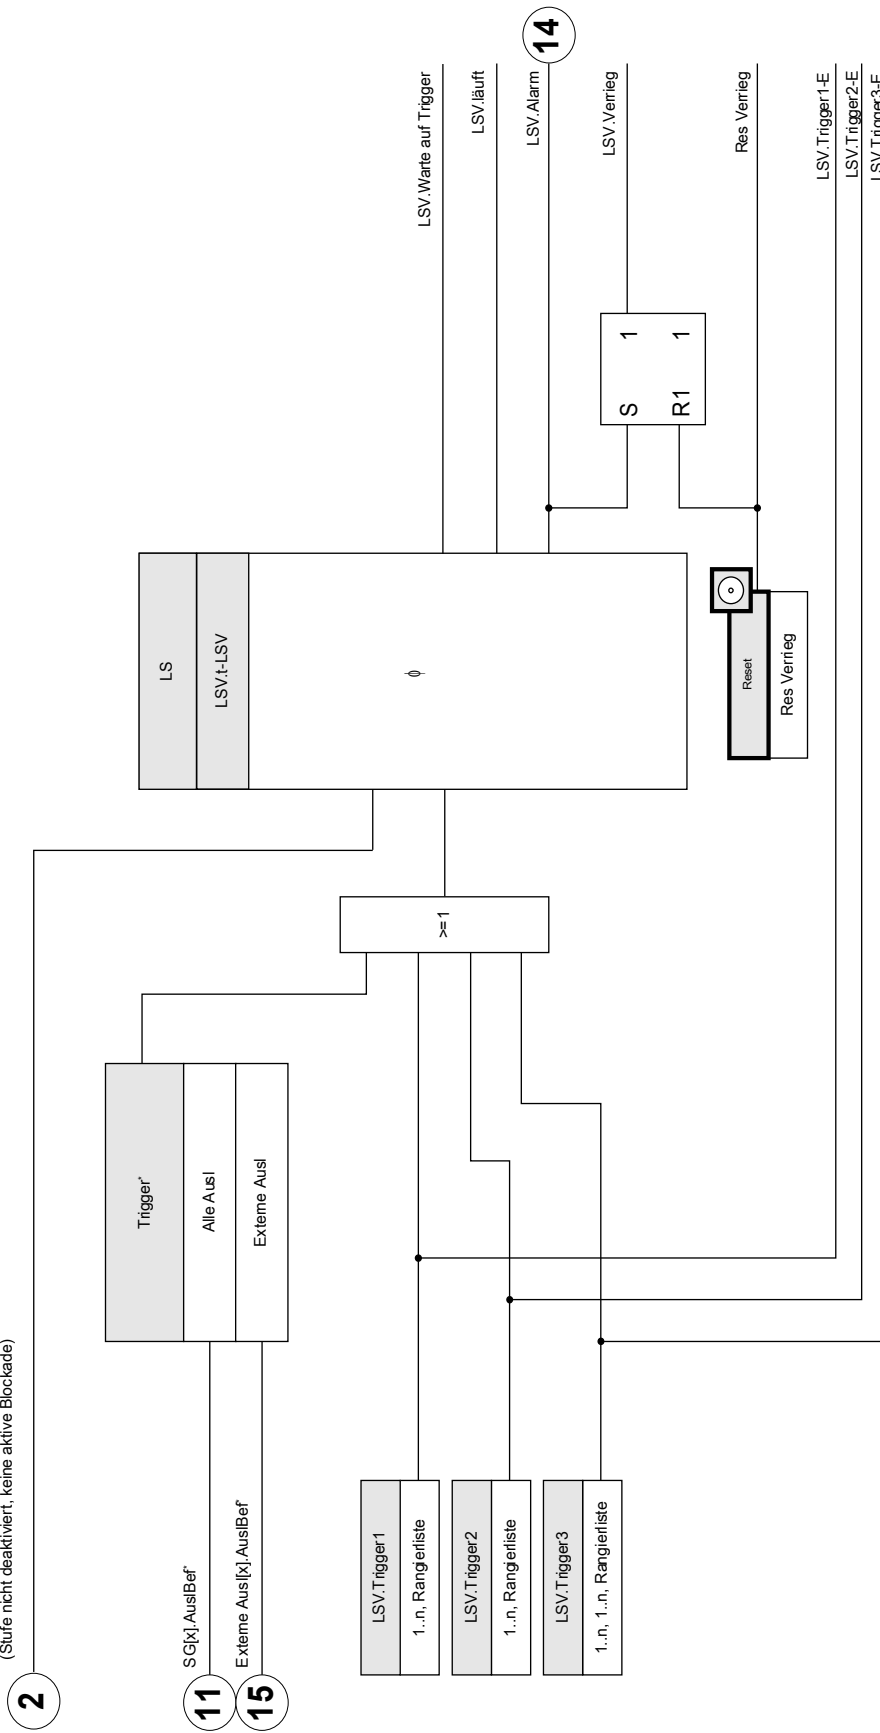 (Stufe nicht deaktiviert, keine aktive Blockade)
2
SG[x].AuslBef*
11
Externe Ausl[x].AuslBef*
15
Trigger*
Alle Ausl
Externe Ausl
LSV.Trigger1
1..n, Rangierliste
LSV.Trigger2
1..n, Rangierliste
LSV.Trigger3
1..n, 1..n, Rangierliste
>=1
LS
LSV.t-LSV
ϕ
Reset
Res Verrieg
S 1
R1 1
LSV.Warte auf Trigger
LSV.läuft
LSV.Alarm
14
LSV.Verrieg
Res Verrieg
LSV.Trigger1-E
LSV.Trigger2-E
LSV.Trigger3-E